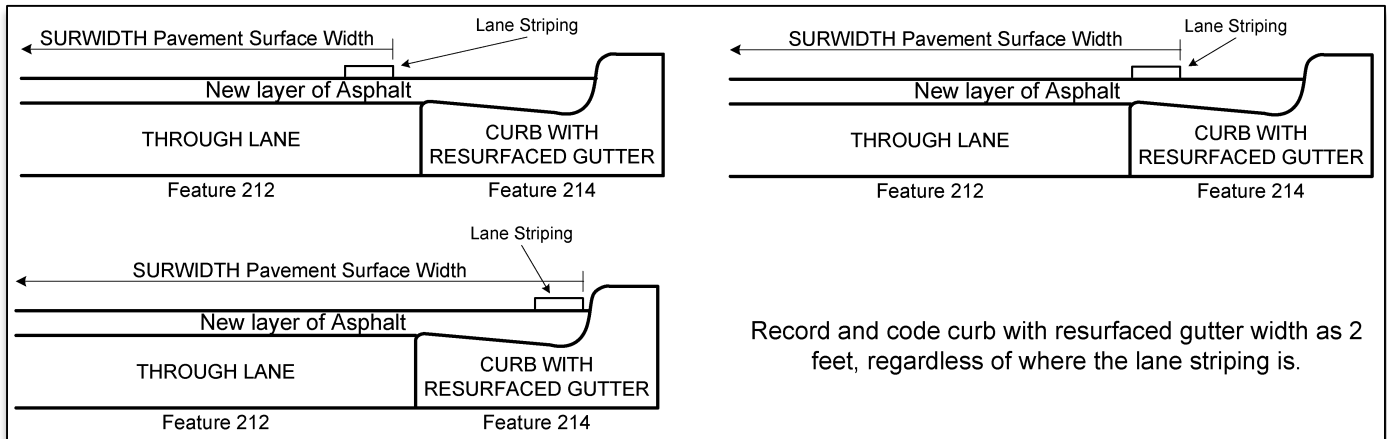 Lane Striping
SURWIDTH Pavement Surface Width
New layer of Asphalt
THROUGH LANE
CURB WITH
RESURFACED GUTTER
Feature 212
Feature 214
Lane Striping
SURWIDTH Pavement Surface Width
New layer of Asphalt
THROUGH LANE
CURB WITH
RESURFACED GUTTER
Feature 212
Feature 214
Lane Striping
SURWIDTH Pavement Surface Width
New layer of Asphalt
THROUGH LANE
CURB WITH
RESURFACED GUTTER
Feature 212
Feature 214
Record and code curb with resurfaced gutter width as 2
feet, regardless of where the lane striping is.